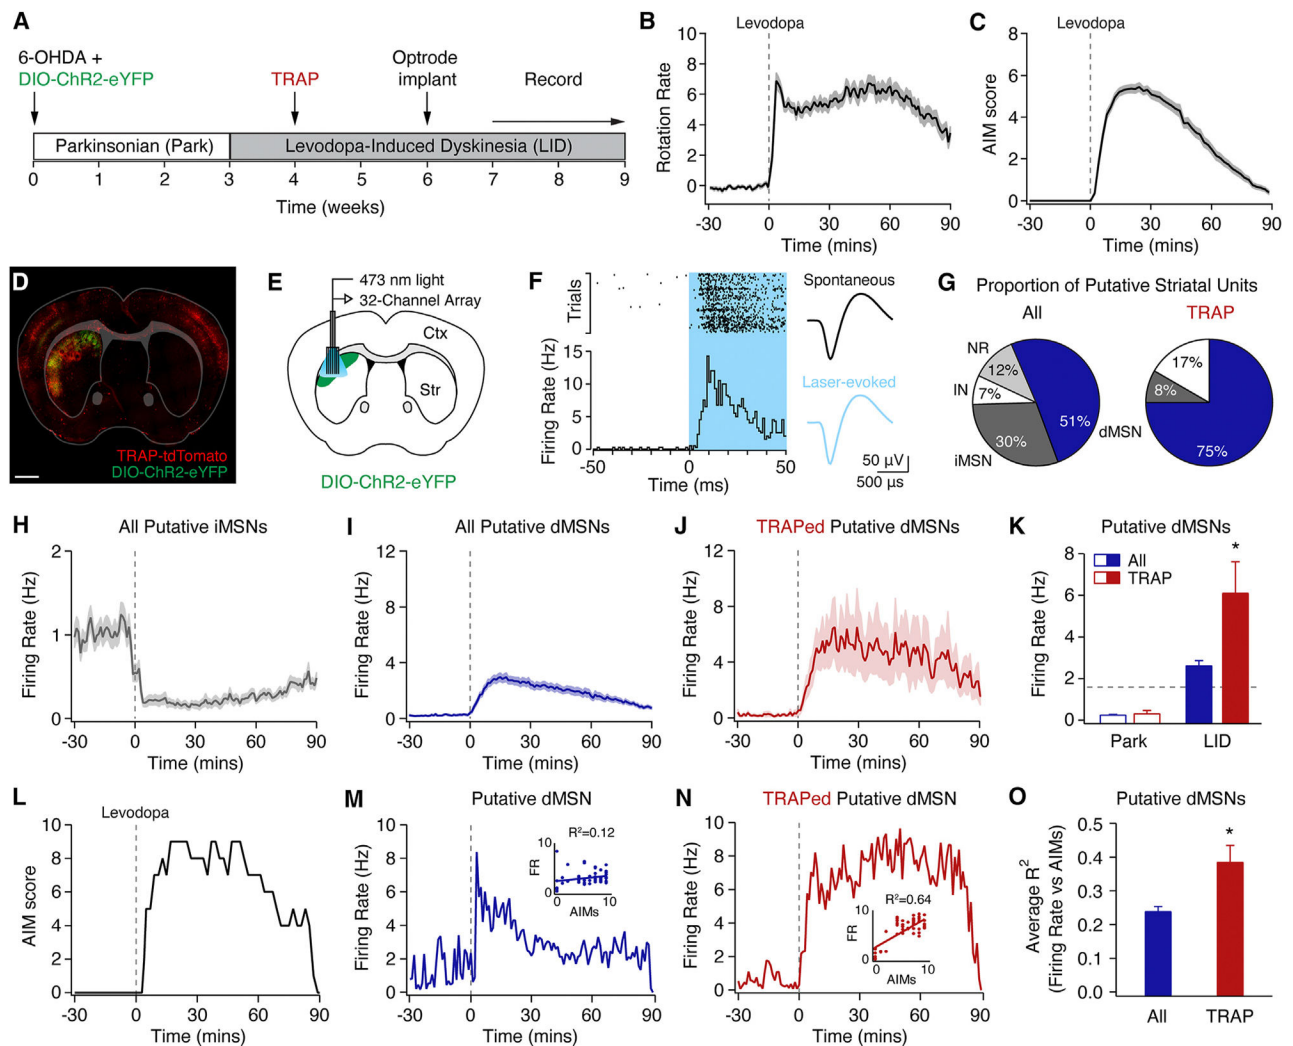 A
6-OHDA +
DIO-ChR2-eYFP
TRAP
Optrode
implant
Record
Parkinsonian (Park)
Levodopa-Induced Dyskinesia (LID)
0 1 2 3 4 5 6 7 8 9
Time (weeks)
B
Levodopa
Rotation Rate
10
8
6
4
2
0
-30 0 30 60 90
Time (mins)
C
Levodopa
AIM score
8
6
4
2
0
-30 0 30 60 90
Time (mins)
D
TRAP-tdTomato
DIO-ChR2-eYFP
E
473 nm light
32-Channel Array
Ctx
Str
DIO-ChR2-eYFP
F
Trials
Firing Rate (Hz)
15
10
5
0
-50 0 50
Time (ms)
Spontaneous
Laser-evoked
50 µV
500 µs
G
Proportion of Putative Striatal Units
All
TRAP
NR
12%
IN
7%
30%
iMSN
51%
dMSN
17%
8%
75%
H
All Putative iMSNs
Firing Rate (Hz)
2
1
0
-30 0 30 60 90
Time (mins)
I
All Putative dMSNs
Firing Rate (Hz)
12
8
4
0
-30 0 30 60 90
Time (mins)
J
TRAPed Putative dMSNs
Firing Rate (Hz)
12
8
4
0
-30 0 30 60 90
Time (mins)
K
Putative dMSNs
Firing Rate (Hz)
8
6
4
2
0
All
TRAP
*
Park LID
L
Levodopa
AIM score
10
8
6
4
2
0
-30 0 30 60 90
Time (mins)
M
Putative dMSN
Firing Rate (Hz)
10
8
6
4
2
0
-30 0 30 60 90
Time (mins)
R²=0.12
FR
10
0
0 10
AIMs
N
TRAPed Putative dMSN
Firing Rate (Hz)
10
8
6
4
2
0
-30 0 30 60 90
Time (mins)
R²=0.64
FR
10
0
0 10
AIMs
O
Putative dMSNs
Average R²
(Firing Rate vs AIMs)
0.5
0.4
0.3
0.2
0.1
0.0
*
All TRAP